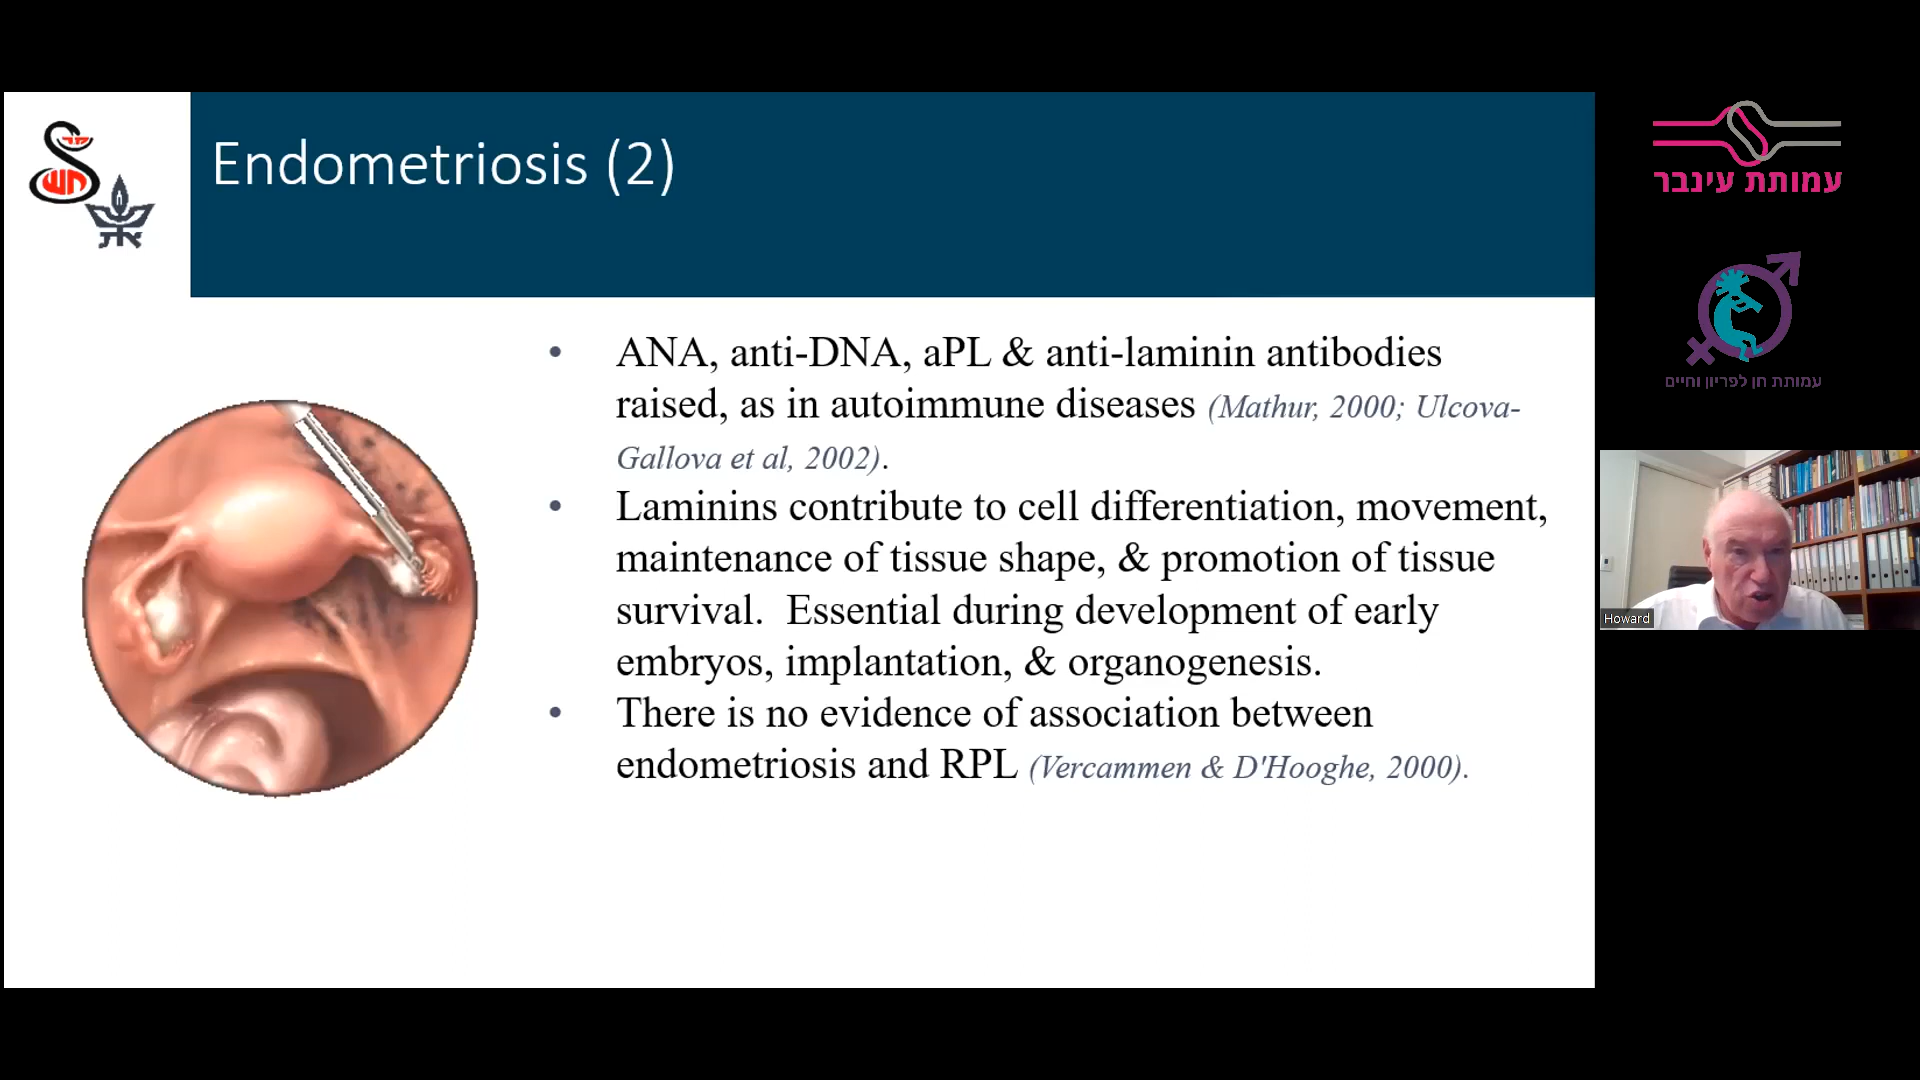 Endometriosis (2)
• ANA, anti-DNA, aPL & anti-laminin antibodies
raised, as in autoimmune diseases (Mathur, 2000; Ulcova-
Gallova et al, 2002).
• Laminins contribute to cell differentiation, movement,
maintenance of tissue shape, & promotion of tissue
survival.  Essential during development of early
embryos, implantation, & organogenesis.
• There is no evidence of association between
endometriosis and RPL (Vercammen & D'Hooghe, 2000).
עמותת עינבר
עמותת חן לפריון וחיים
Howard